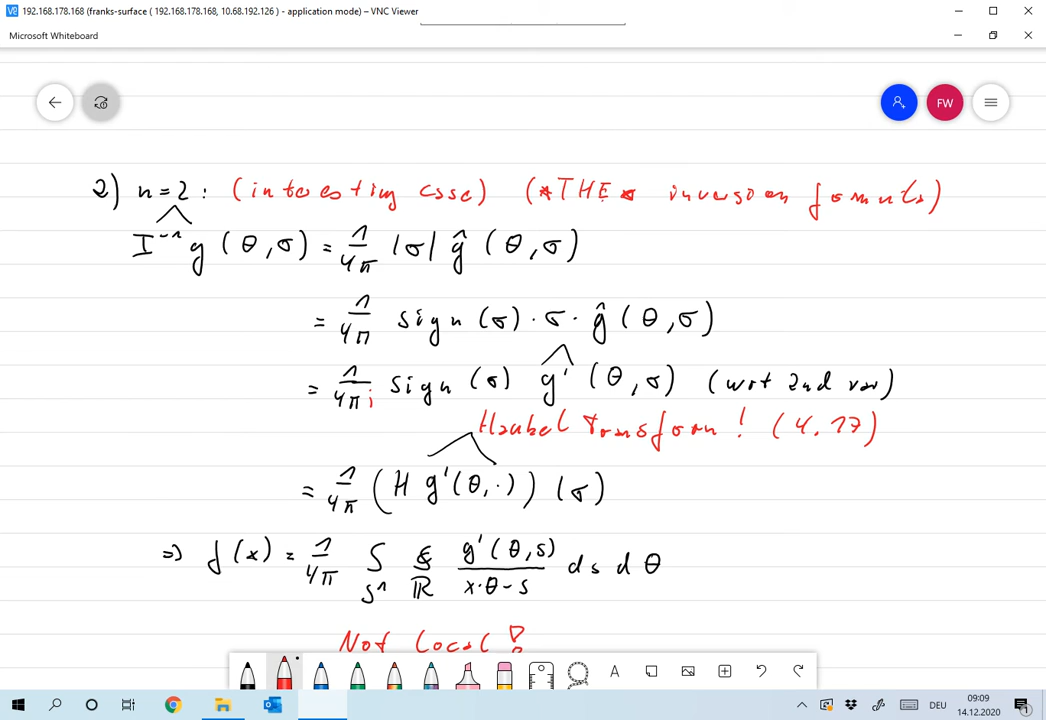 192.168.178.168 (franks-surface ( 192.168.178.168, 10.68.192.126 ) - application mode) – VNC Viewer
Microsoft Whiteboard
FW
2) n=2 : (interesting case) (*THE* inversion formula)
I⁻¹g (θ,σ) = 1/4π |σ| ĝ (θ,σ)
= 1/4π sign (σ) · σ · ĝ (θ,σ)
= 1/4π i sign (σ) g' (θ,σ) (wrt 2nd var)
Hankel Transform! (4.17)
= 1/4π (H g'(θ,·)) (σ)
⇒ f(x) = 1/4π ∫_S¹ ∫_ℝ g'(θ,s)/(x·θ-s) ds dθ
Not local!
A
DEU
09:09
14.12.2020